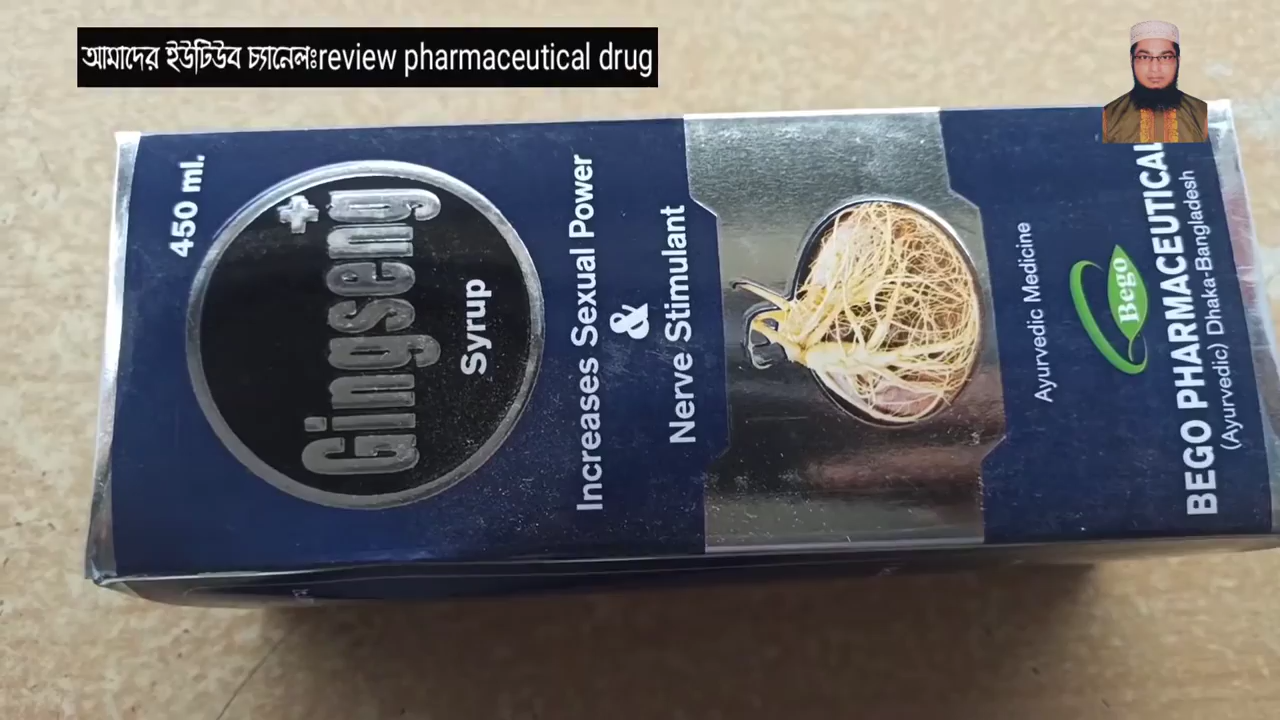 আমাদের ইউটিউব চ্যানেলঃreview pharmaceutical drug
450 ml.
Gingseng+
Syrup
Increases Sexual Power
&
Nerve Stimulant
Ayurvedic Medicine
Bego
BEGO PHARMACEUTICAL
(Ayurvedic) Dhaka-Bangladesh